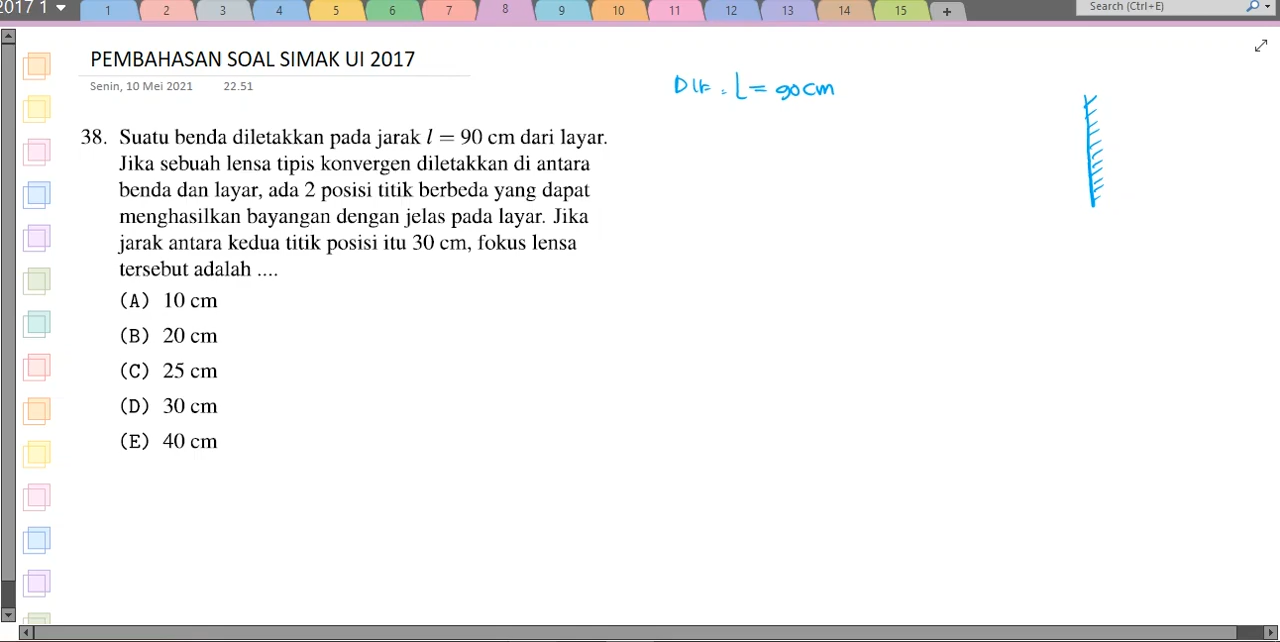 2017 1
1 2 3 4 5 6 7 8 9 10 11 12 13 14 15 +
Search (Ctrl+E)
PEMBAHASAN SOAL SIMAK UI 2017
Senin, 10 Mei 2021 22.51
Dik : L = 90 cm
38. Suatu benda diletakkan pada jarak l = 90 cm dari layar.
Jika sebuah lensa tipis konvergen diletakkan di antara
benda dan layar, ada 2 posisi titik berbeda yang dapat
menghasilkan bayangan dengan jelas pada layar. Jika
jarak antara kedua titik posisi itu 30 cm, fokus lensa
tersebut adalah ....
(A) 10 cm
(B) 20 cm
(C) 25 cm
(D) 30 cm
(E) 40 cm